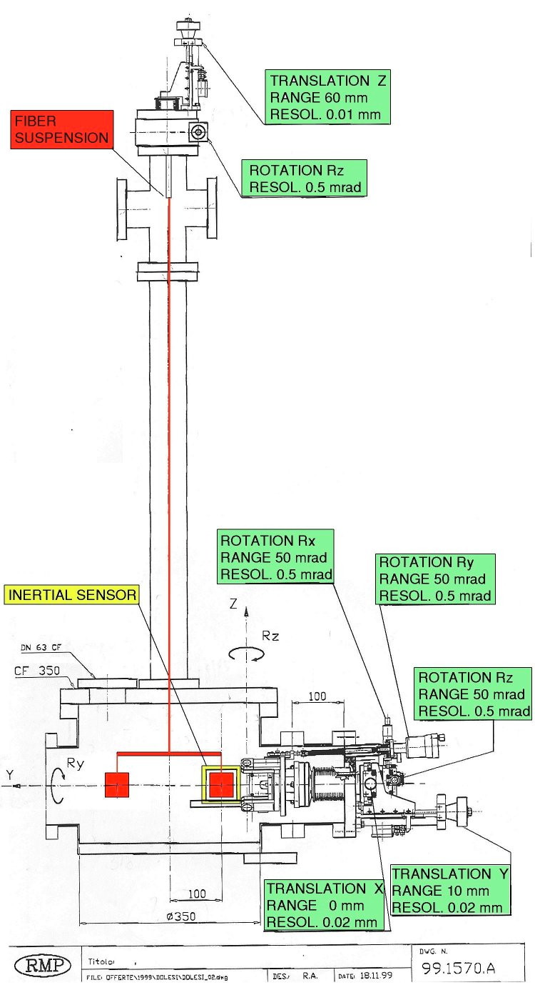 TRANSLATION Z
RANGE 60 mm
RESOL. 0.01 mm
FIBER
SUSPENSION
ROTATION Rz
RESOL. 0.5 mrad
ROTATION Rx
RANGE 50 mrad
RESOL. 0.5 mrad
ROTATION Ry
RANGE 50 mrad
RESOL. 0.5 mrad
INERTIAL SENSOR
Z
Rz
DN 63 CF
CF 350
ROTATION Rz
RANGE 50 mrad
RESOL. 0.5 mrad
100
Ry
Y
TRANSLATION Y
RANGE 10 mm
RESOL. 0.02 mm
TRANSLATION X
RANGE 0 mm
RESOL. 0.02 mm
100
ø350
RMP
Titolo:
FILE: OFFERTE\1999\DOLESI\DOLESI_02.dwg
DES.: R.A.
DATE: 18.11.99
DWG. N.
99.1570.A